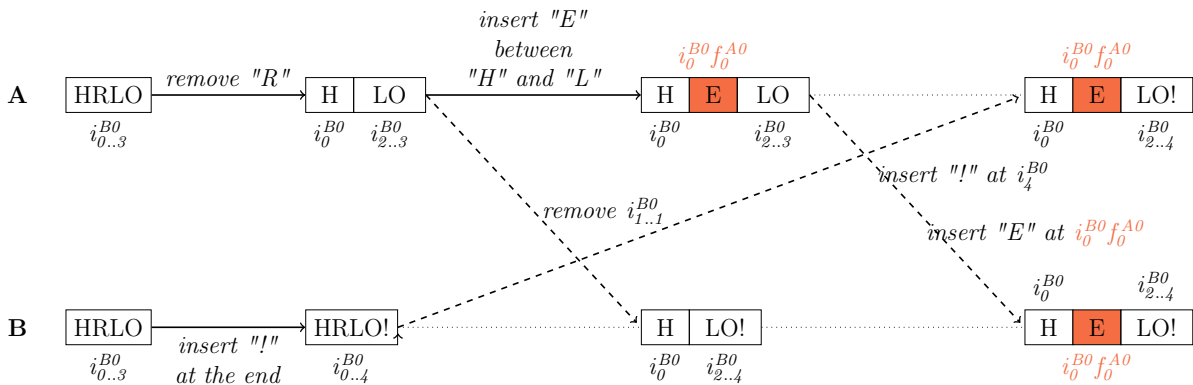 insert "E"
between
"H" and "L"
remove "R"
i_0^{B0} f_0^{A0}
i_0^{B0} f_0^{A0}
A
HRLO
H LO
H E LO
H E LO!
i_{0..3}^{B0}
i_0^{B0} i_{2..3}^{B0}
i_0^{B0} i_{2..3}^{B0}
i_0^{B0} i_{2..4}^{B0}
insert "!" at i_4^{B0}
remove i_{1..1}^{B0}
insert "E" at i_0^{B0} f_0^{A0}
i_0^{B0} i_{2..4}^{B0}
B
HRLO
HRLO!
H LO!
H E LO!
insert "!"
at the end
i_{0..3}^{B0}
i_{0..4}^{B0}
i_0^{B0} i_{2..4}^{B0}
i_0^{B0} f_0^{A0}